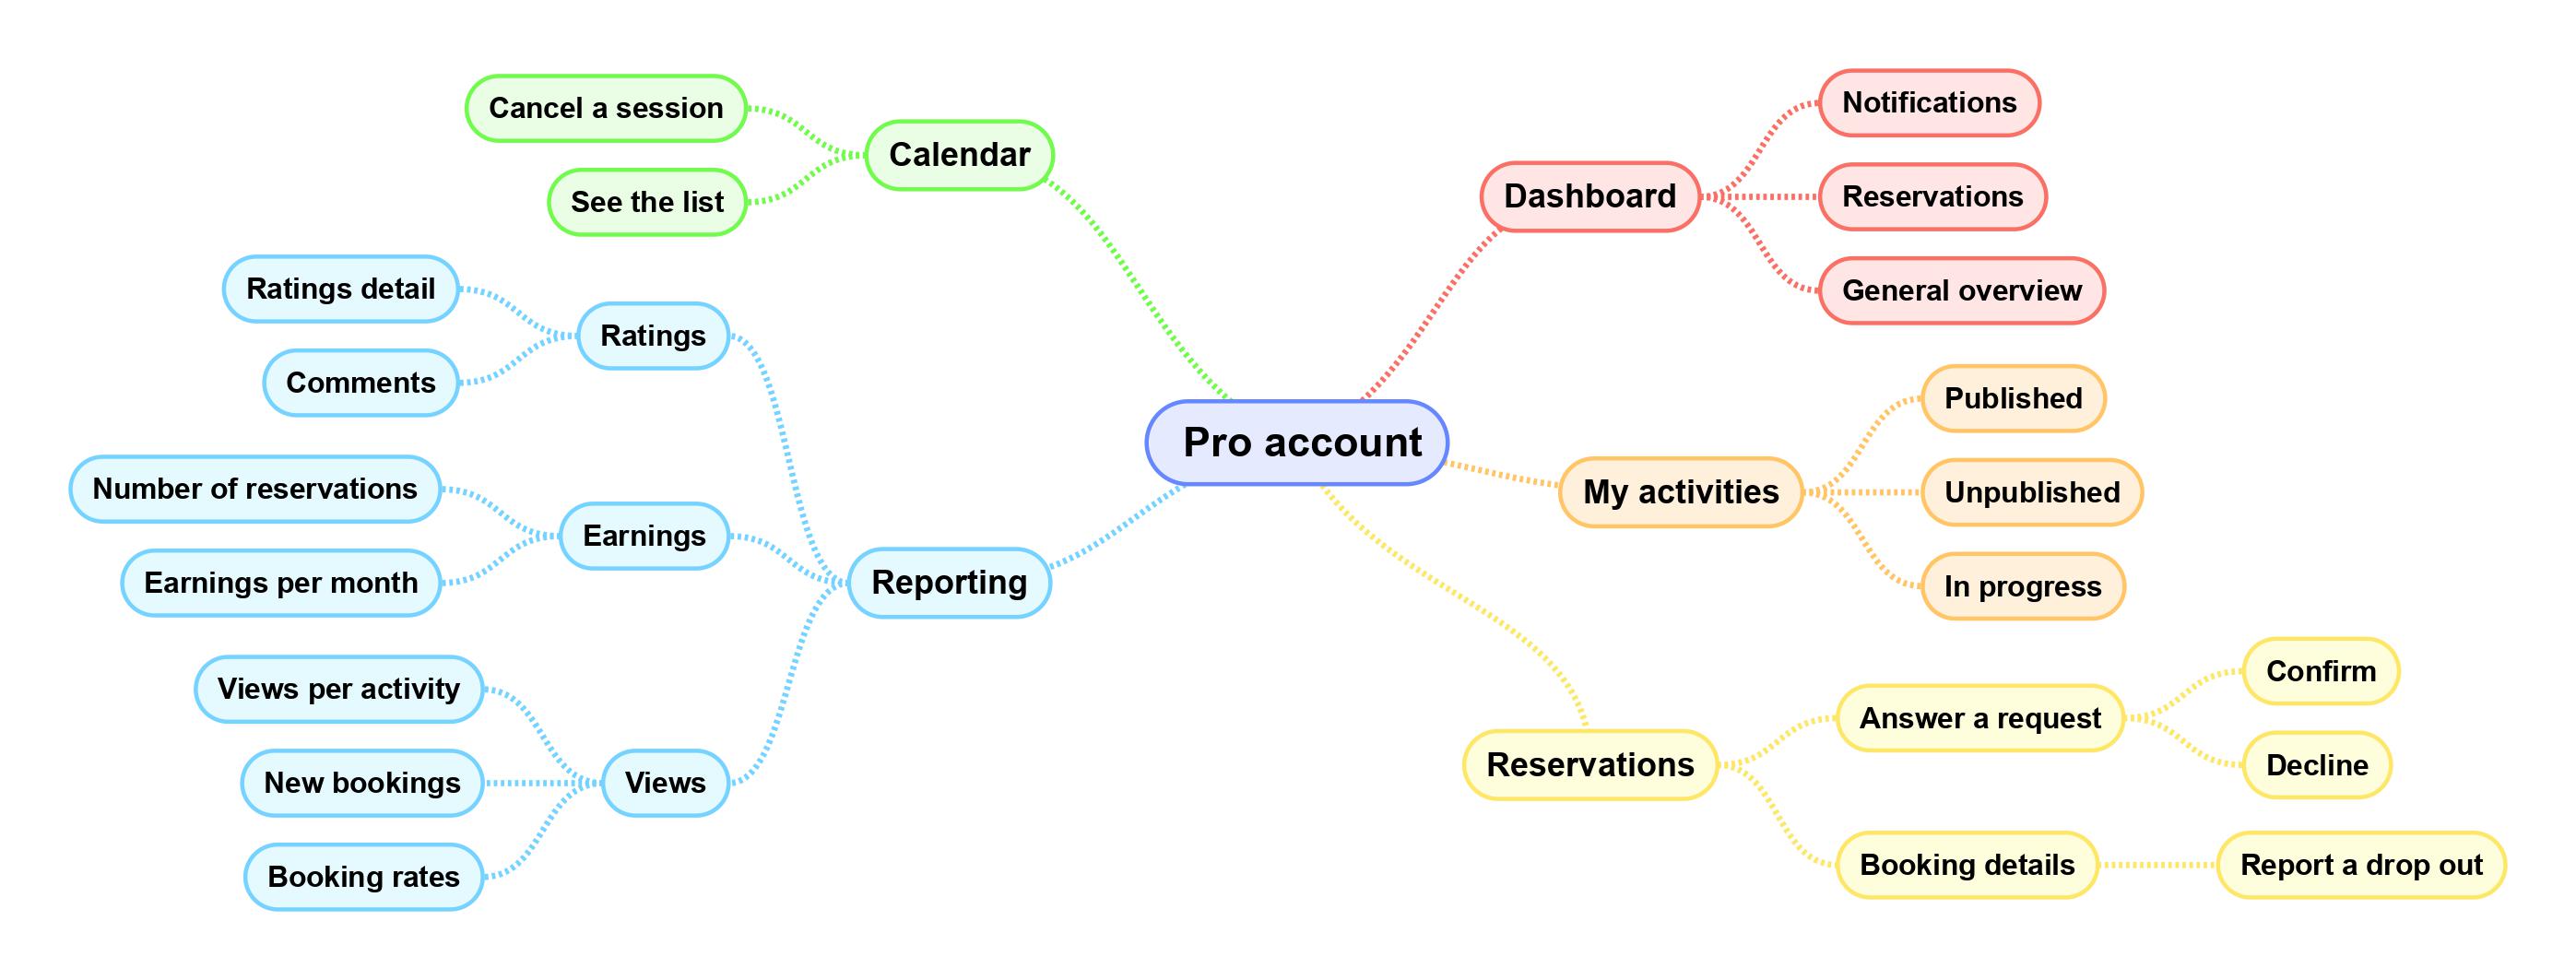 Pro account
Dashboard
Notifications
Reservations
General overview
My activities
Published
Unpublished
In progress
Reservations
Answer a request
Confirm
Decline
Booking details
Report a drop out
Calendar
Cancel a session
See the list
Reporting
Ratings
Ratings detail
Comments
Earnings
Number of reservations
Earnings per month
Views
Views per activity
New bookings
Booking rates